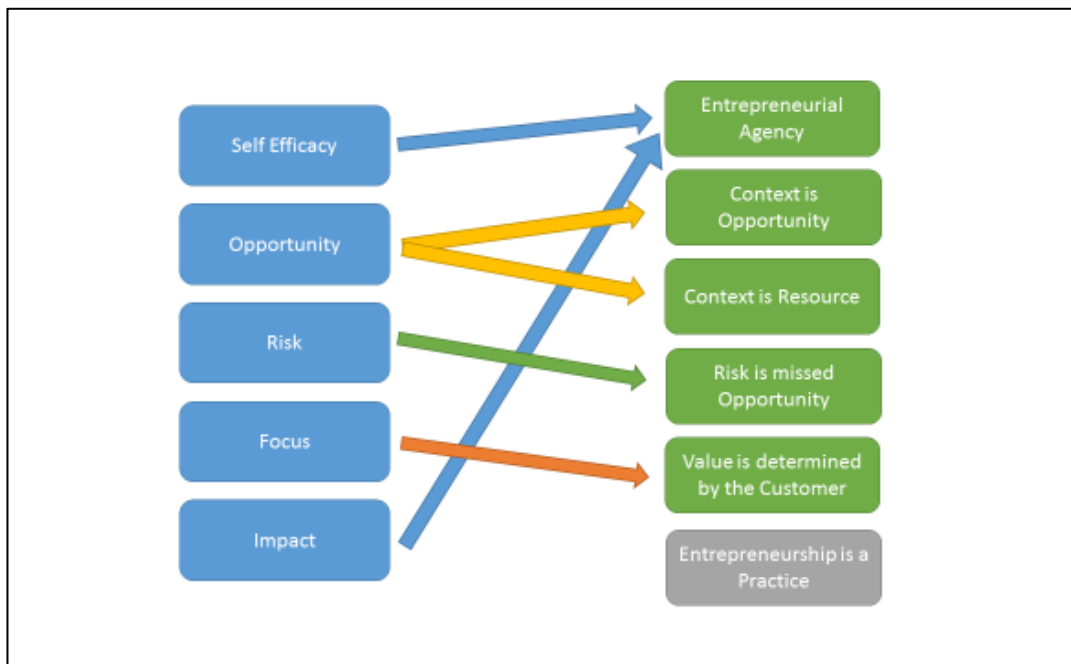 Self Efficacy
Opportunity
Risk
Focus
Impact
Entrepreneurial
Agency
Context is
Opportunity
Context is Resource
Risk is missed
Opportunity
Value is determined
by the Customer
Entrepreneurship is a
Practice